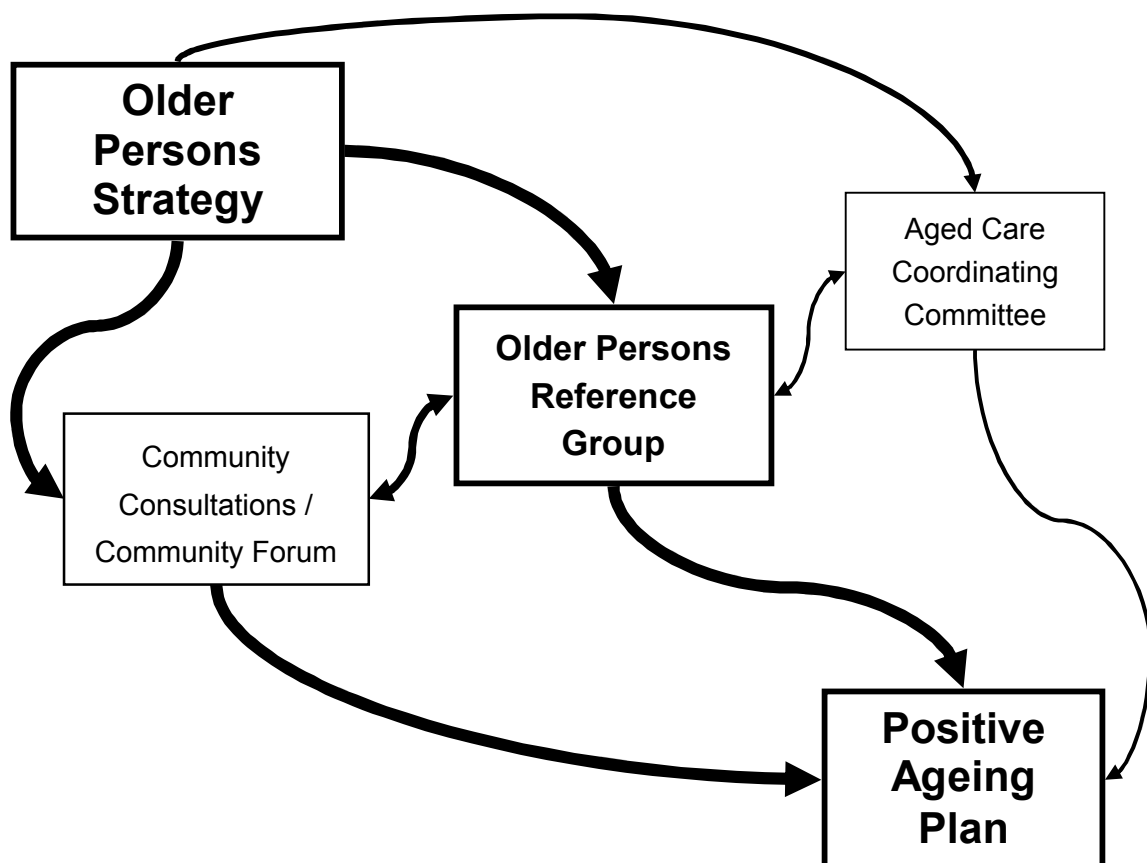 Older
Persons
Strategy
Aged Care
Coordinating
Committee
Older Persons
Reference
Group
Community
Consultations /
Community Forum
Positive
Ageing
Plan